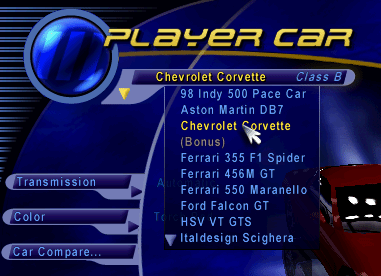 PLAYER CAR
Chevrolet Corvette Class B
98 Indy 500 Pace Car
Aston Martin DB7
Chevrolet Corvette
(Bonus)
Ferrari 355 F1 Spider
Ferrari 456M GT
Ferrari 550 Maranello
Ford Falcon GT
HSV VT GTS
Italdesign Scighera
Transmission
Color
Car Compare...